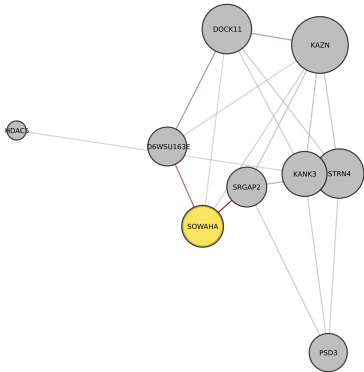 DOCK11
KAZN
HDAC5
D6WSU163E
KANK3
STRN4
SRGAP2
SOWAHA
PSD3